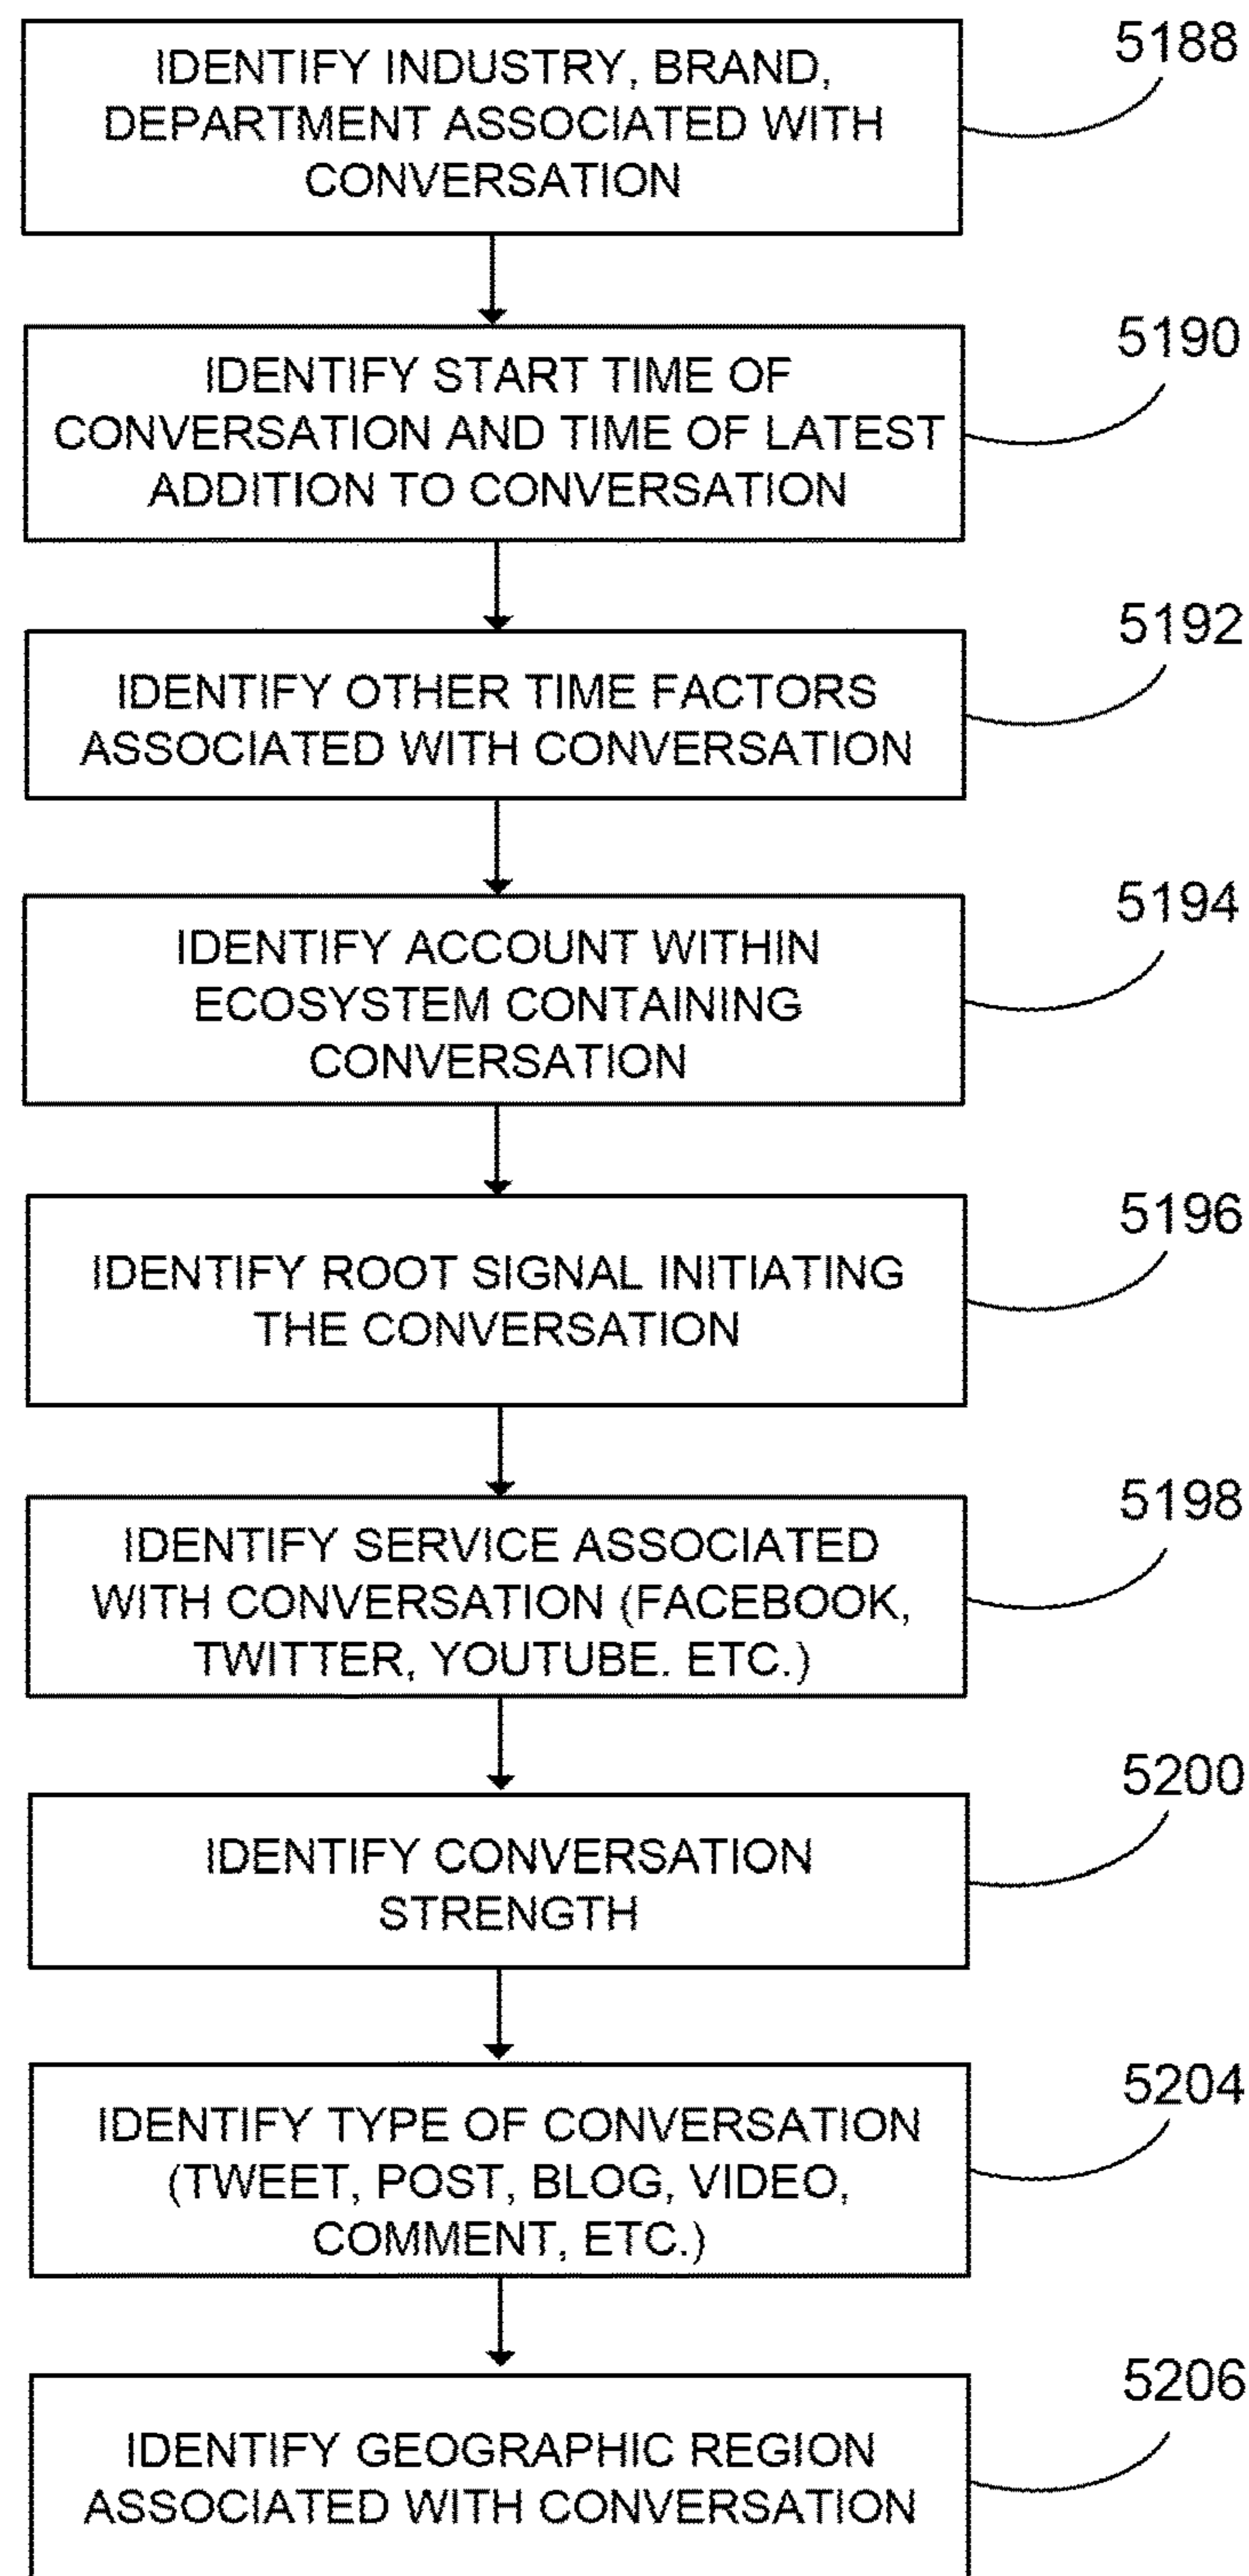 IDENTIFY INDUSTRY, BRAND,
DEPARTMENT ASSOCIATED WITH
CONVERSATION
5188
IDENTIFY START TIME OF
CONVERSATION AND TIME OF LATEST
ADDITION TO CONVERSATION
5190
IDENTIFY OTHER TIME FACTORS
ASSOCIATED WITH CONVERSATION
5192
IDENTIFY ACCOUNT WITHIN
ECOSYSTEM CONTAINING
CONVERSATION
5194
IDENTIFY ROOT SIGNAL INITIATING
THE CONVERSATION
5196
IDENTIFY SERVICE ASSOCIATED
WITH CONVERSATION (FACEBOOK,
TWITTER, YOUTUBE. ETC.)
5198
IDENTIFY CONVERSATION
STRENGTH
5200
IDENTIFY TYPE OF CONVERSATION
(TWEET, POST, BLOG, VIDEO,
COMMENT, ETC.)
5204
IDENTIFY GEOGRAPHIC REGION
ASSOCIATED WITH CONVERSATION
5206